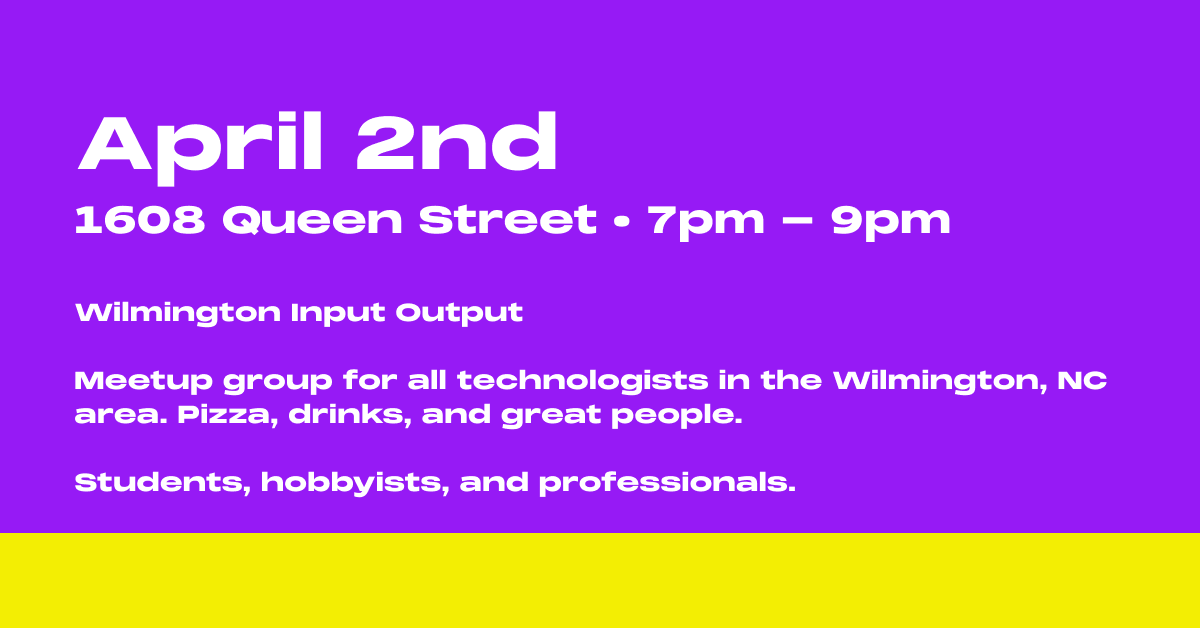 April 2nd
1608 Queen Street • 7pm – 9pm
Wilmington Input Output
Meetup group for all technologists in the Wilmington, NC
area. Pizza, drinks, and great people.
Students, hobbyists, and professionals.